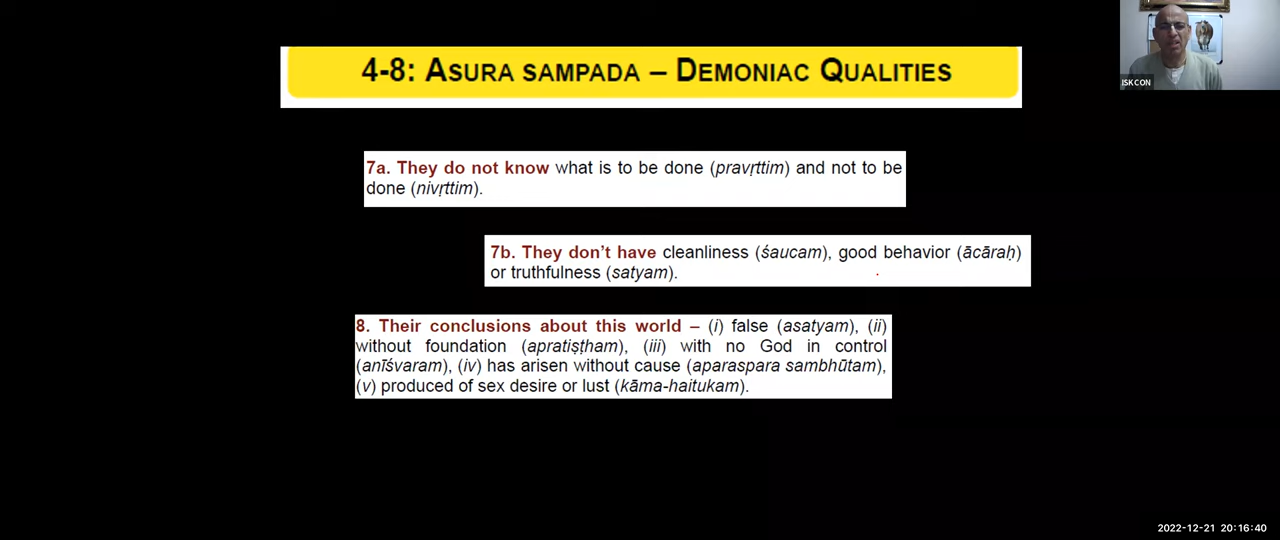 4-8: ASURA SAMPADA – DEMONIAC QUALITIES
ISKCON
7a. They do not know what is to be done (pravṛttim) and not to be
done (nivṛttim).
7b. They don't have cleanliness (śaucam), good behavior (ācāraḥ)
or truthfulness (satyam).
8. Their conclusions about this world – (i) false (asatyam), (ii)
without foundation (apratiṣṭham), (iii) with no God in control
(anīśvaram), (iv) has arisen without cause (aparaspara sambhūtam),
(v) produced of sex desire or lust (kāma-haitukam).
2022-12-21 20:16:40